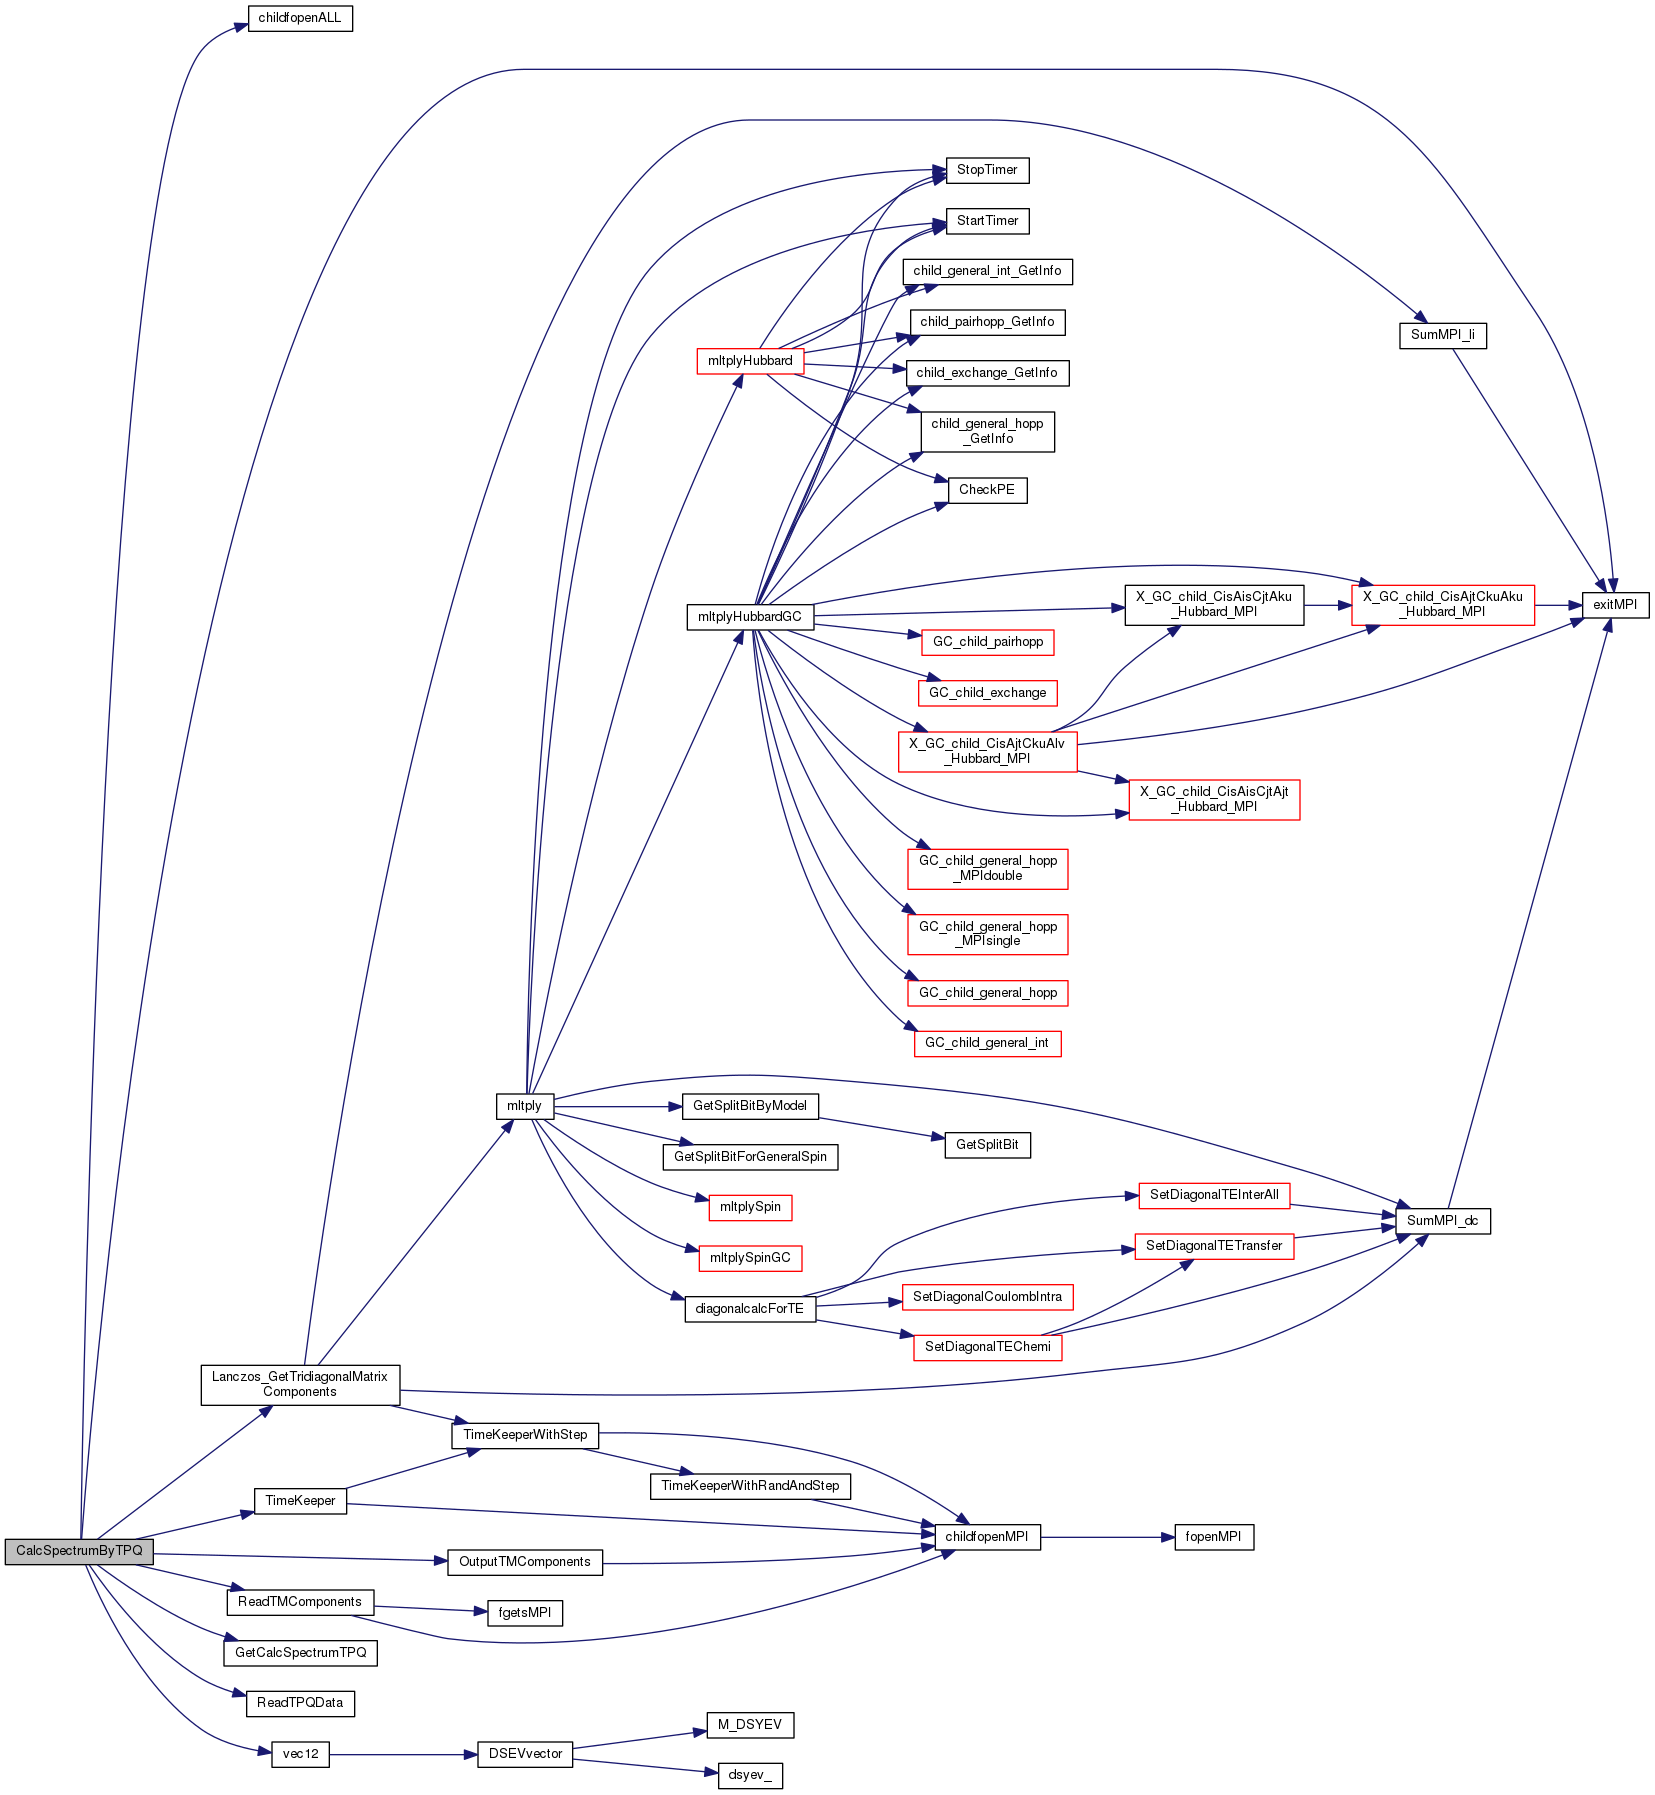 childfopenALL
StopTimer
StartTimer
child_general_int_GetInfo
child_pairhopp_GetInfo
SumMPI_li
mltplyHubbard
child_exchange_GetInfo
child_general_hopp
_GetInfo
CheckPE
X_GC_child_CisAisCjtAku
_Hubbard_MPI
X_GC_child_CisAjtCkuAku
_Hubbard_MPI
exitMPI
mltplyHubbardGC
GC_child_pairhopp
GC_child_exchange
X_GC_child_CisAjtCkuAlv
_Hubbard_MPI
X_GC_child_CisAisCjtAjt
_Hubbard_MPI
GC_child_general_hopp
_MPIdouble
GC_child_general_hopp
_MPIsingle
GC_child_general_hopp
GC_child_general_int
mltply
GetSplitBitByModel
GetSplitBit
GetSplitBitForGeneralSpin
mltplySpin
SetDiagonalTEInterAll
SumMPI_dc
mltplySpinGC
SetDiagonalTETransfer
SetDiagonalCoulombIntra
diagonalcalcForTE
SetDiagonalTEChemi
Lanczos_GetTridiagonalMatrix
Components
TimeKeeperWithStep
TimeKeeperWithRandAndStep
TimeKeeper
childfopenMPI
fopenMPI
CalcSpectrumByTPQ
OutputTMComponents
ReadTMComponents
fgetsMPI
GetCalcSpectrumTPQ
ReadTPQData
M_DSYEV
vec12
DSEVvector
dsyev_